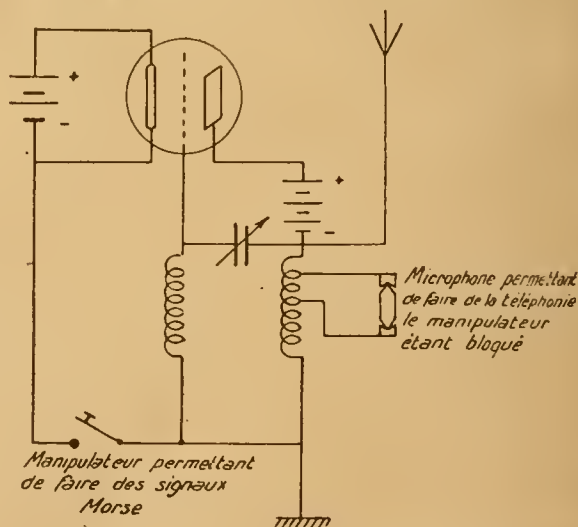 +
-
+
-
Microphone permettant
de faire de la téléphonie
le manipulateur
étant bloqué
Manipulateur permettant
de faire des signaux
Morse